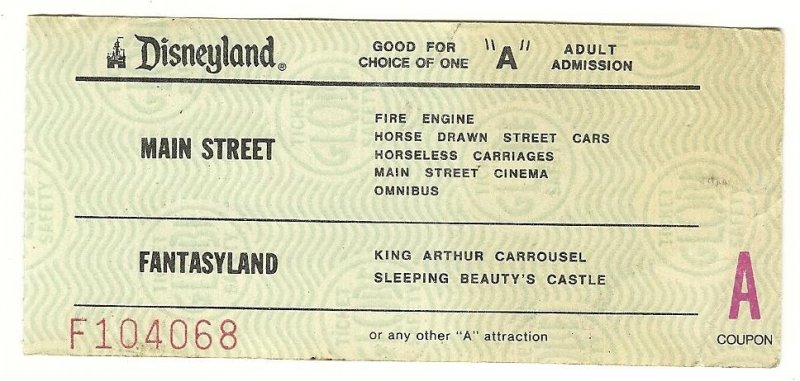 Disneyland®
GOOD FOR
CHOICE OF ONE
"A"
ADULT
ADMISSION
MAIN STREET
FIRE ENGINE
HORSE DRAWN STREET CARS
HORSELESS CARRIAGES
MAIN STREET CINEMA
OMNIBUS
FANTASYLAND
KING ARTHUR CARROUSEL
SLEEPING BEAUTY'S CASTLE
A
COUPON
F104068
or any other "A" attraction